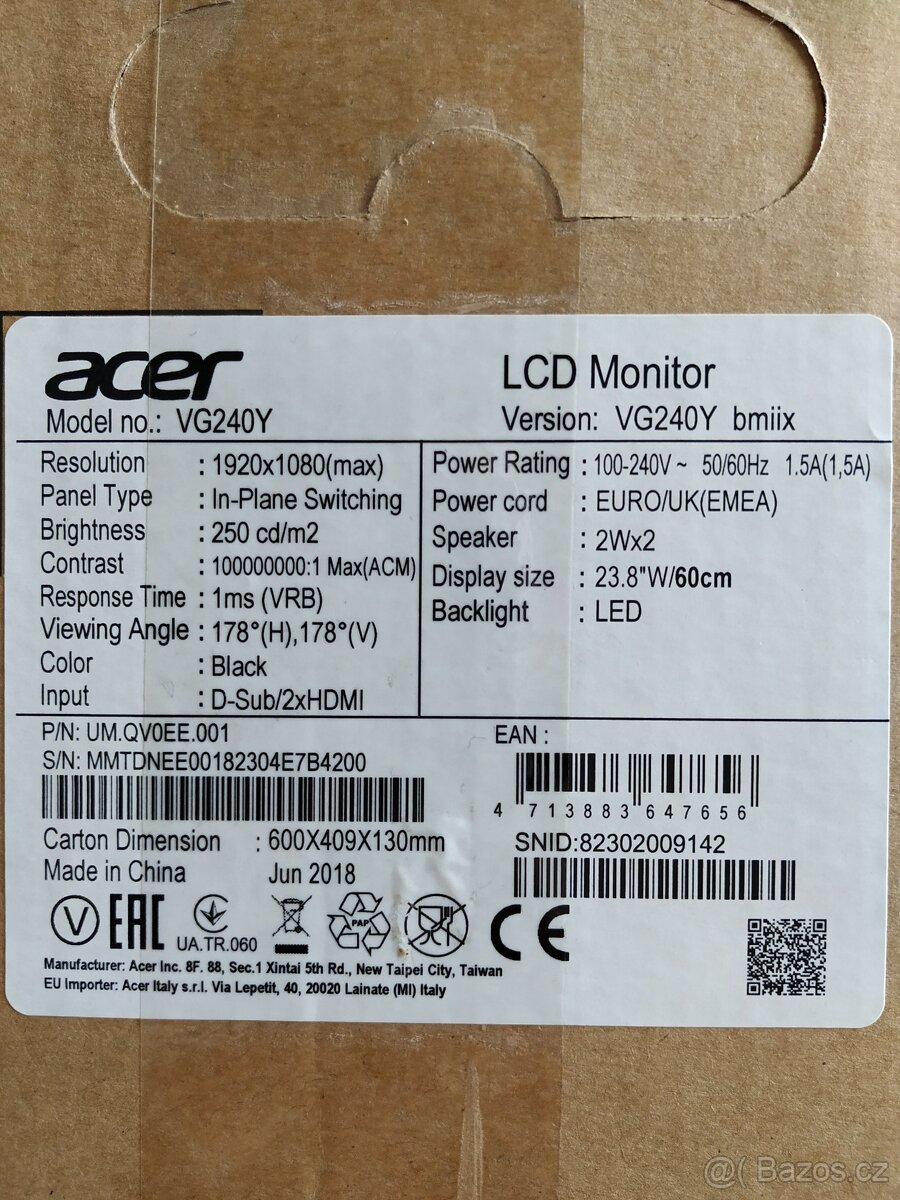 acer
LCD Monitor
Model no.: VG240Y
Version: VG240Y bmiix
Resolution : 1920x1080(max)
Panel Type : In-Plane Switching
Brightness : 250 cd/m2
Contrast : 100000000:1 Max(ACM)
Response Time : 1ms (VRB)
Viewing Angle : 178°(H),178°(V)
Color : Black
Input : D-Sub/2xHDMI
Power Rating : 100-240V ~ 50/60Hz 1.5A(1,5A)
Power cord : EURO/UK(EMEA)
Speaker : 2Wx2
Display size : 23.8"W/60cm
Backlight : LED
P/N: UM.QV0EE.001
S/N: MMTDNEE00182304E7B4200
EAN :
4 713883 647656
Carton Dimension : 600X409X130mm
SNID:82302009142
Made in China Jun 2018
V EAC UA.TR.060 PAP CE
Manufacturer: Acer Inc. 8F. 88, Sec.1 Xintai 5th Rd., New Taipei City, Taiwan
EU Importer: Acer Italy s.r.l. Via Lepetit, 40, 20020 Lainate (MI) Italy
@( Bazos.cz